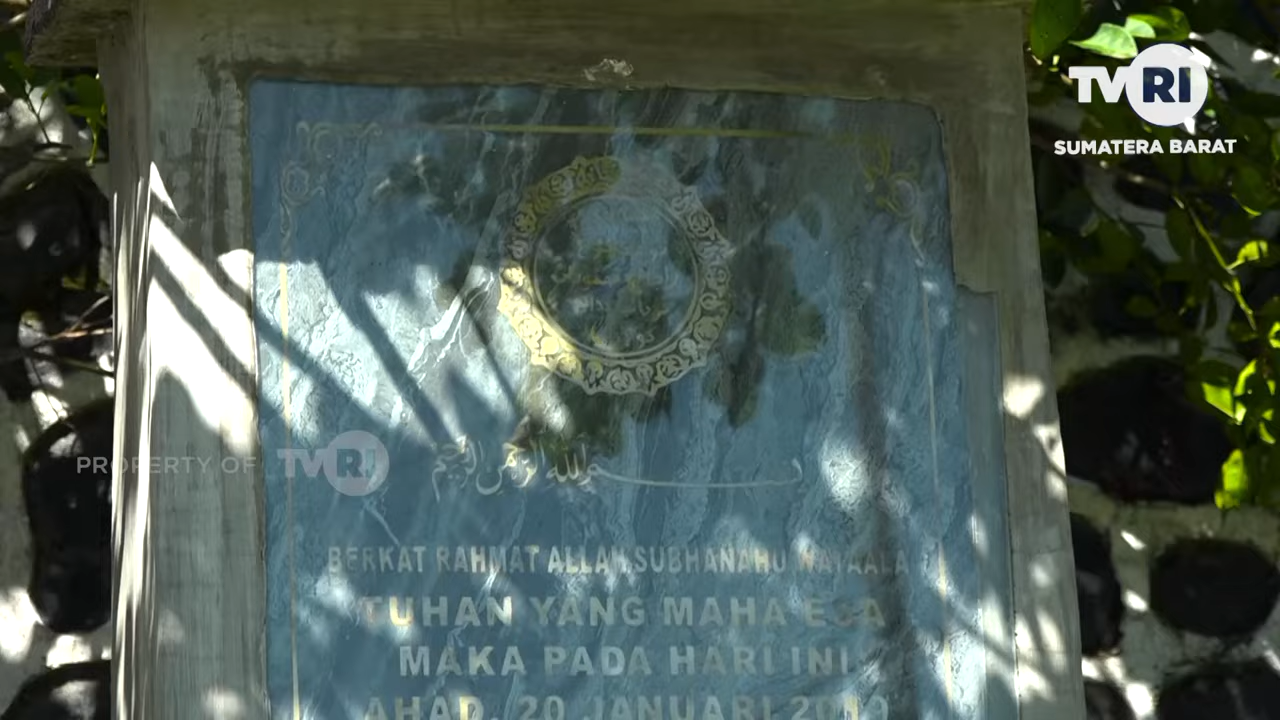 TVRI
SUMATERA BARAT
بسم الله الرحمن الرحيم
PROPERTY OF TVRI
BERKAT RAHMAT ALLAH SUBHANAHU WATAALA
TUHAN YANG MAHA ESA
MAKA PADA HARI INI
AHAD, 20 JANUARI